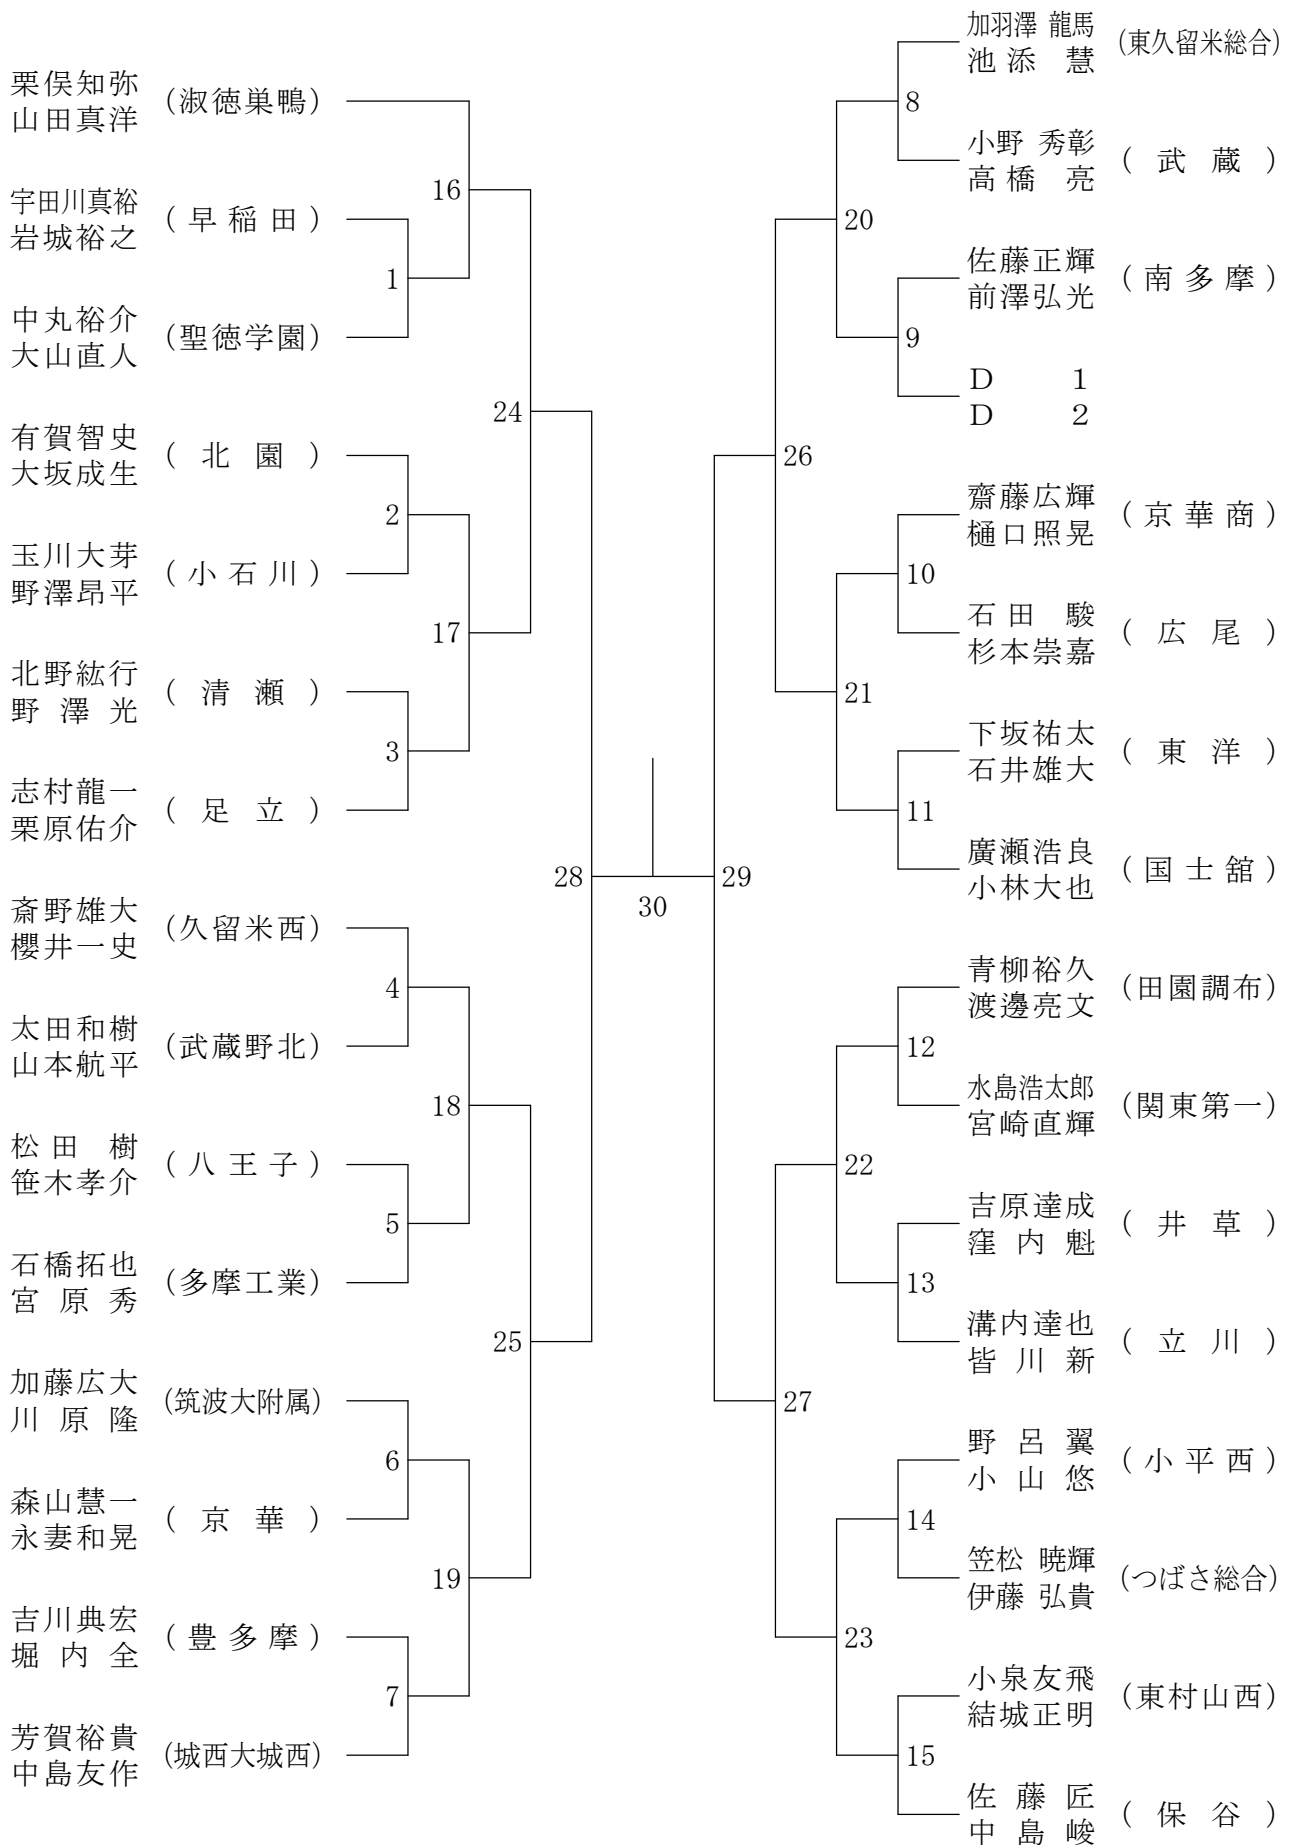 栗俣知弥
山田真洋
(淑徳巣鴨)
宇田川真裕
岩城裕之
(早稲田)
中丸裕介
大山直人
(聖徳学園)
有賀智史
大坂成生
(北園)
玉川大芽
野澤昂平
(小石川)
北野紘行
野澤光
(清瀬)
志村龍一
栗原佑介
(足立)
斎野雄大
櫻井一史
(久留米西)
太田和樹
山本航平
(武蔵野北)
松田樹
笹木孝介
(八王子)
石橋拓也
宮原秀
(多摩工業)
加藤広大
川原隆
(筑波大附属)
森山慧一
永妻和晃
(京華)
吉川典宏
堀内全
(豊多摩)
芳賀裕貴
中島友作
(城西大城西)
1
2
3
4
5
6
7
16
17
18
19
24
25
28
30
29
26
27
20
21
22
23
8
9
10
11
12
13
14
15
加羽澤 龍馬
池添 慧
(東久留米総合)
小野 秀彰
高橋 亮
(武蔵)
佐藤正輝
前澤弘光
(南多摩)
D 1
D 2
齋藤広輝
樋口照晃
(京華商)
石田 駿
杉本崇嘉
(広尾)
下坂祐太
石井雄大
(東洋)
廣瀬浩良
小林大也
(国士舘)
青柳裕久
渡邊亮文
(田園調布)
水島浩太郎
宮崎直輝
(関東第一)
吉原達成
窪内魁
(井草)
溝内達也
皆川新
(立川)
野呂翼
小山悠
(小平西)
笠松 暁輝
伊藤 弘貴
(つばさ総合)
小泉友飛
結城正明
(東村山西)
佐藤匠
中島峻
(保谷)